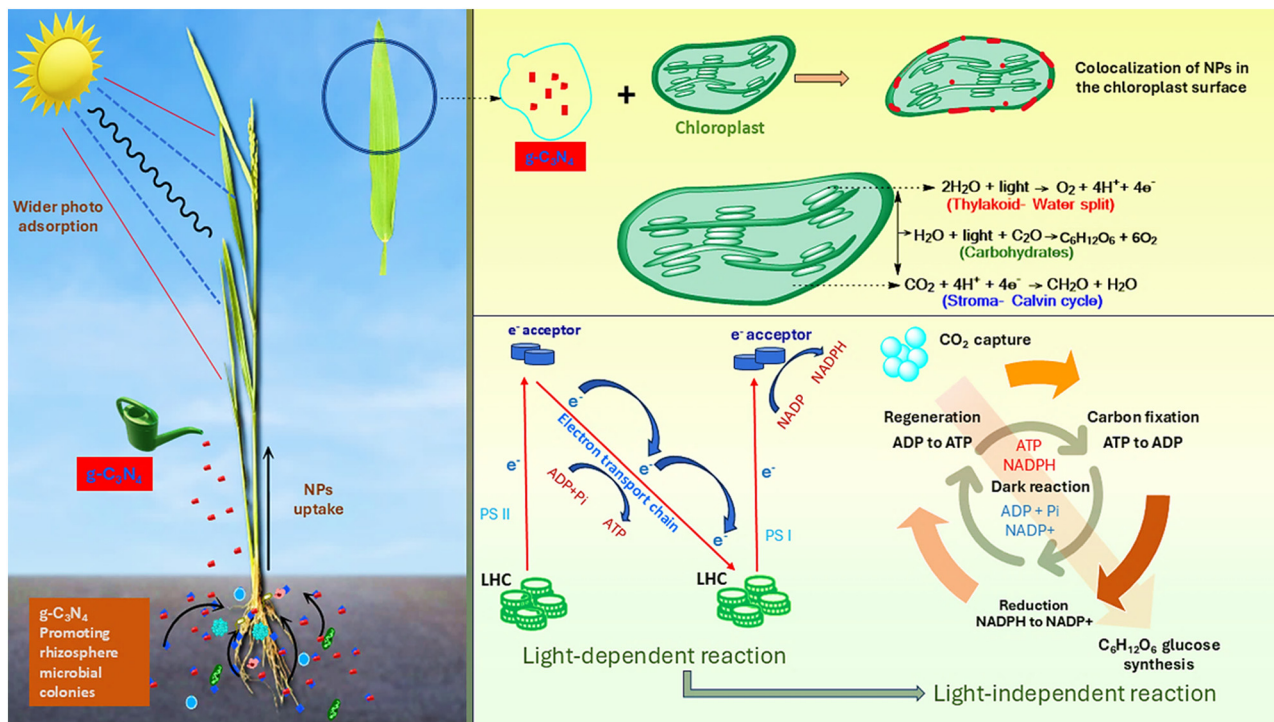 Wider photo
adsorption
g-C3N4
NPs
uptake
g-C3N4
Promoting
rhizosphere
microbial
colonies
g-C3N4
+
Chloroplast
Colocalization of NPs in
the chloroplast surface
2H2O + light → O2 + 4H+ + 4e-
(Thylakoid- Water split)
H2O + light + C2O → C6H12O6 + 6O2
(Carbohydrates)
CO2 + 4H+ + 4e- → CH2O + H2O
(Stroma- Calvin cycle)
e- acceptor
e- acceptor
NADP
NADPH
e-
e-
e-
e-
e-
Electron transport chain
ADP+Pi
ATP
PS II
PS I
LHC
LHC
Light-dependent reaction
CO2 capture
Regeneration
ADP to ATP
Carbon fixation
ATP to ADP
ATP
NADPH
Dark reaction
ADP + Pi
NADP+
Reduction
NADPH to NADP+
C6H12O6 glucose
synthesis
Light-independent reaction